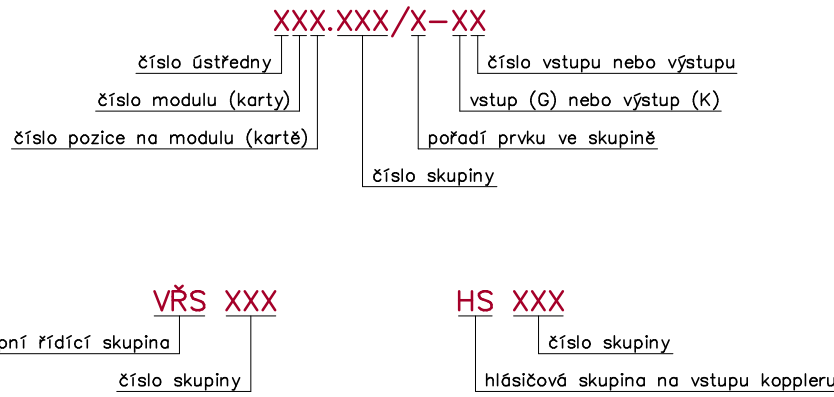 XXX.XXX/X-XX
číslo ústředny
číslo vstupu nebo výstupu
číslo modulu (karty)
vstup (G) nebo výstup (K)
číslo pozice na modulu (kartě)
pořadí prvku ve skupině
číslo skupiny
VŘS XXX
HS XXX
řídící skupina
číslo skupiny
číslo skupiny
hlásičová skupina na vstupu koppleru